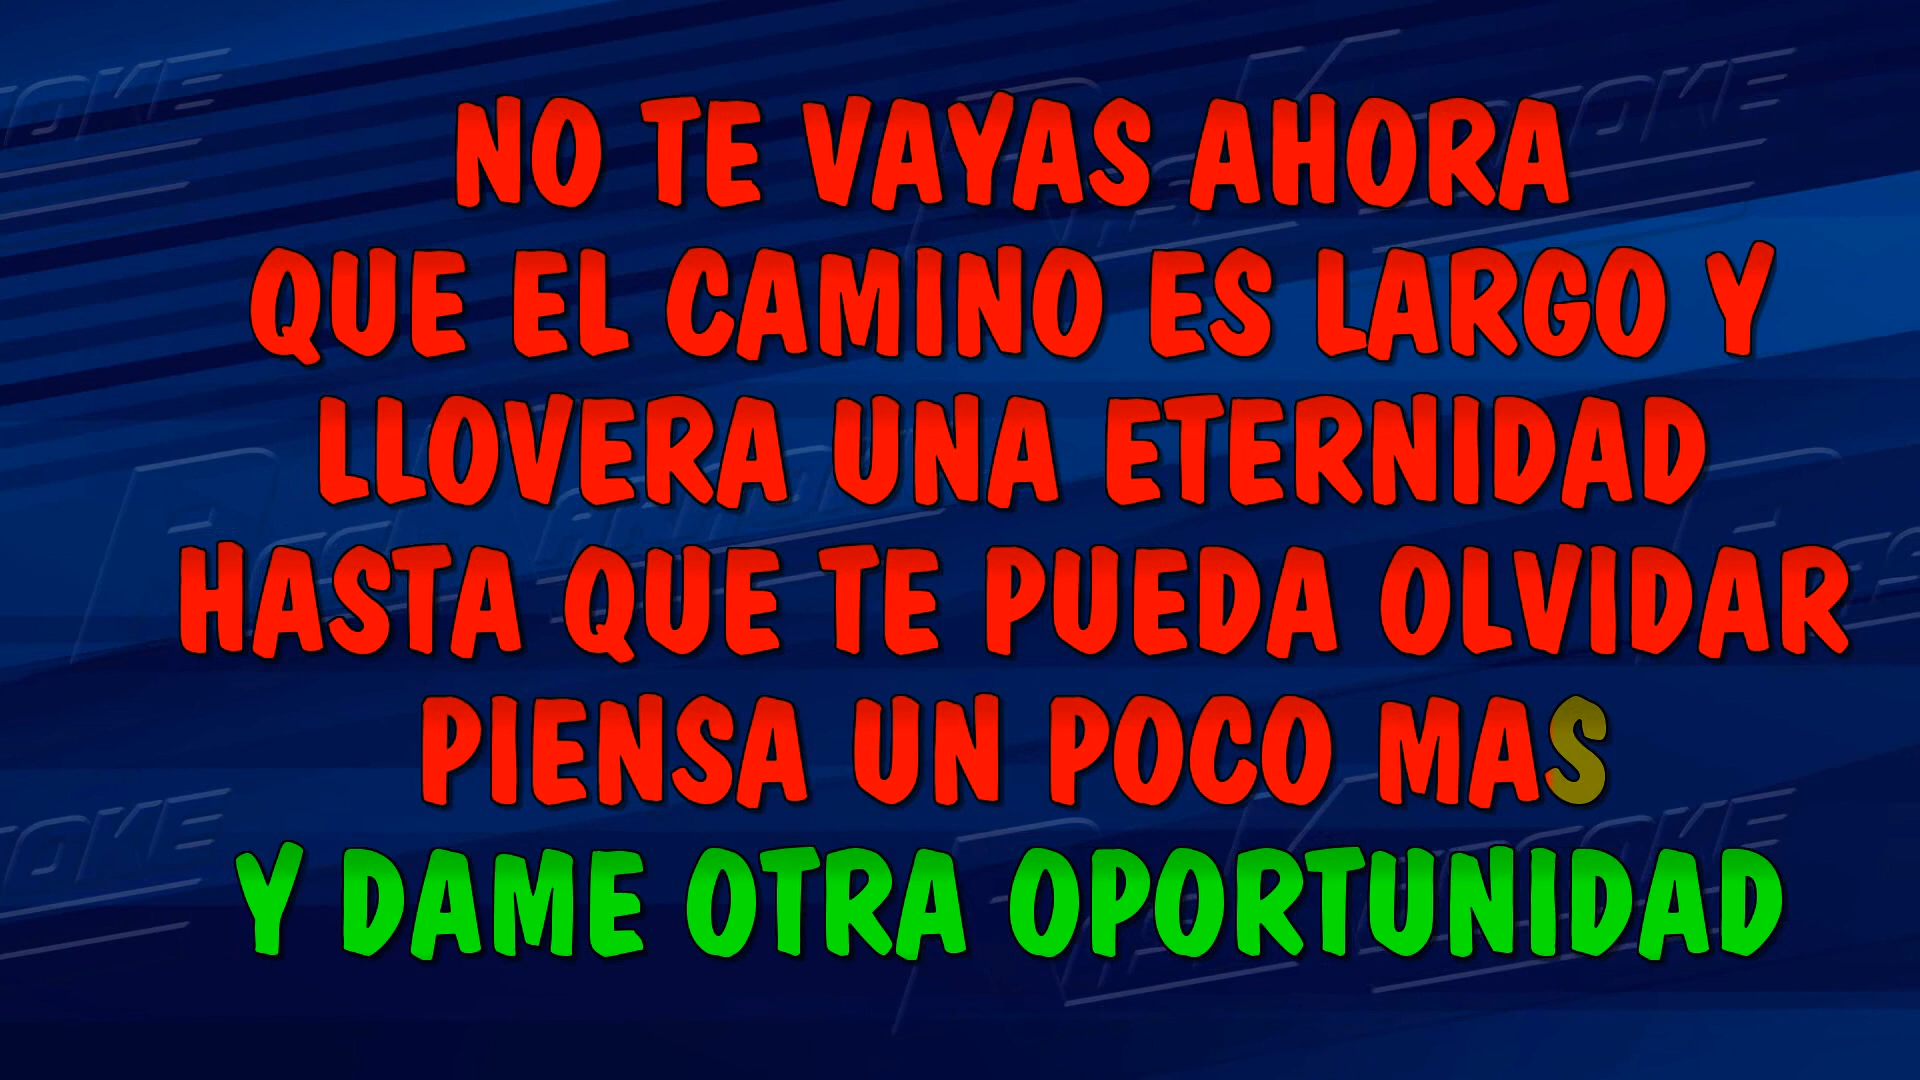 NO TE VAYAS AHORA
QUE EL CAMINO ES LARGO Y
LLOVERA UNA ETERNIDAD
HASTA QUE TE PUEDA OLVIDAR
PIENSA UN POCO MAS
Y DAME OTRA OPORTUNIDAD